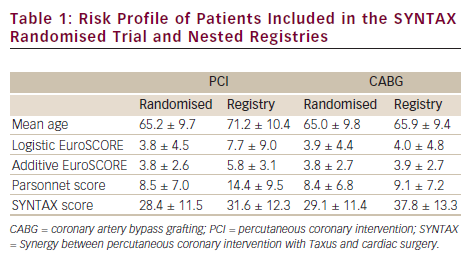 Table 1: Risk Profile of Patients Included in the SYNTAX
Randomised Trial and Nested Registries
PCI CABG
Randomised Registry Randomised Registry
Mean age 65.2 ± 9.7 71.2 ± 10.4 65.0 ± 9.8 65.9 ± 9.4
Logistic EuroSCORE 3.8 ± 4.5 7.7 ± 9.0 3.9 ± 4.4 4.0 ± 4.8
Additive EuroSCORE 3.8 ± 2.6 5.8 ± 3.1 3.8 ± 2.7 3.9 ± 2.7
Parsonnet score 8.5 ± 7.0 14.4 ± 9.5 8.4 ± 6.8 9.1 ± 7.2
SYNTAX score 28.4 ± 11.5 31.6 ± 12.3 29.1 ± 11.4 37.8 ± 13.3
CABG = coronary artery bypass grafting; PCI = percutaneous coronary intervention; SYNTAX
= Synergy between percutaneous coronary intervention with Taxus and cardiac surgery.